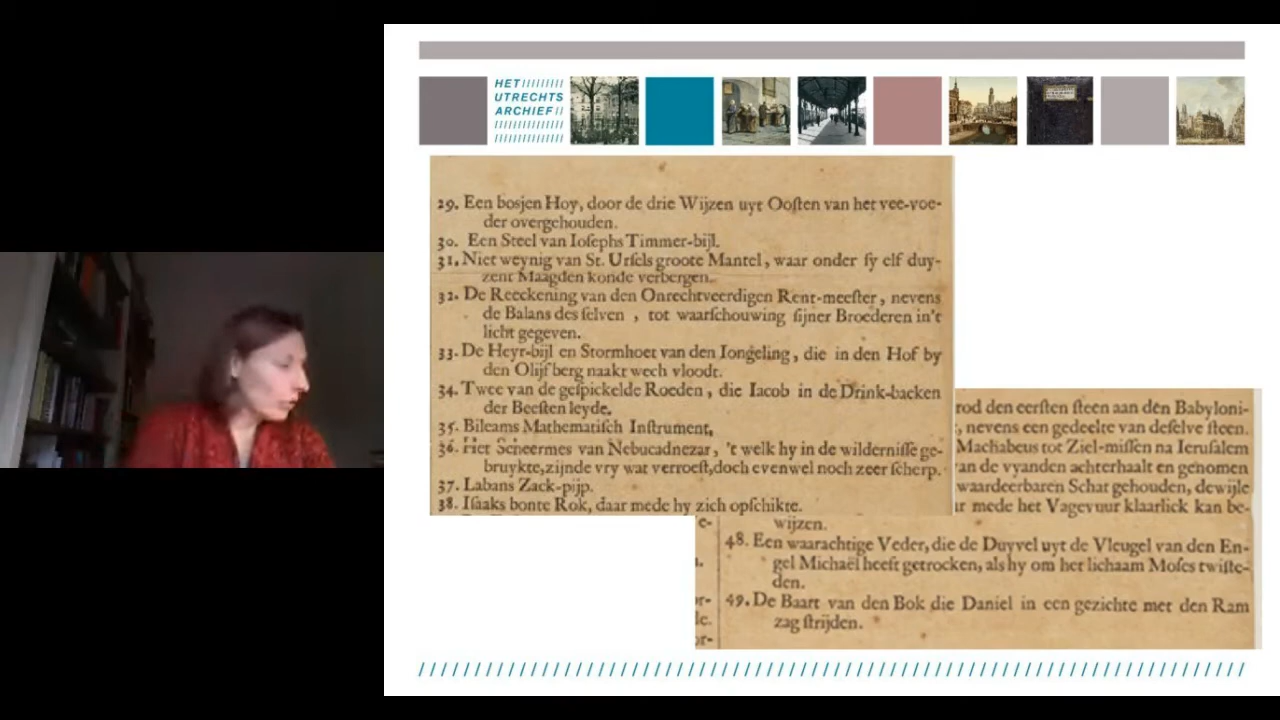 HET
UTRECHTS
ARCHIEF
29. Een bosjen Hoy, door de drie Wijzen uyt Ooſten van het vee-voe-
der overgehouden.
30. Een Steel van Ioſephs Timmer-bijl.
31. Niet weynig van St. Urſels groote Mantel, waar onder ſy elf duy-
zent Maagden konde verbergen.
32. De Reeckening van den Onrechtveerdigen Rent-meeſter, nevens
de Balans des ſelven, tot waarſchouwing ſijner Broederen in't
licht gegeven.
33. De Heyr-bijl en Stormhoet van den Iongeling, die in den Hof by
den Olijfberg naakt wech vloodt.
34. Twee van de geſpickelde Roeden, die Iacob in de Drink-backen
der Beeſten leyde.
35. Bileams Mathematiſch Inſtrument,
36. Het Scheermes van Nebucadnezar, 't welk hy in de wilderniſſe ge-
bruykte, zijnde vry wat verroeſt, doch evenwel noch zeer ſcherp.
37. Labans Zack-pijp.
38. Iſaaks bonte Rok, daar mede hy zich opſchikte.
rod den eerſten ſteen aan den Babyloni-
, nevens een gedeelte van deſelve ſteen.
Machabeus tot Ziel-miſſen na Ieruſalem
van de vyanden achterhaalt en genomen
waardeerbaren Schat gehouden, dewijle
r mede het Vagevuur klaarlick kan be-
wijzen.
48. Een waarachtige Veder, die de Duyvel uyt de Vleugel van den En-
gel Michaël heeft getrocken, als hy om het lichaam Moſes twiſte-
den.
49. De Baart van den Bok die Daniel in een gezichte met den Ram
zag ſtrijden.